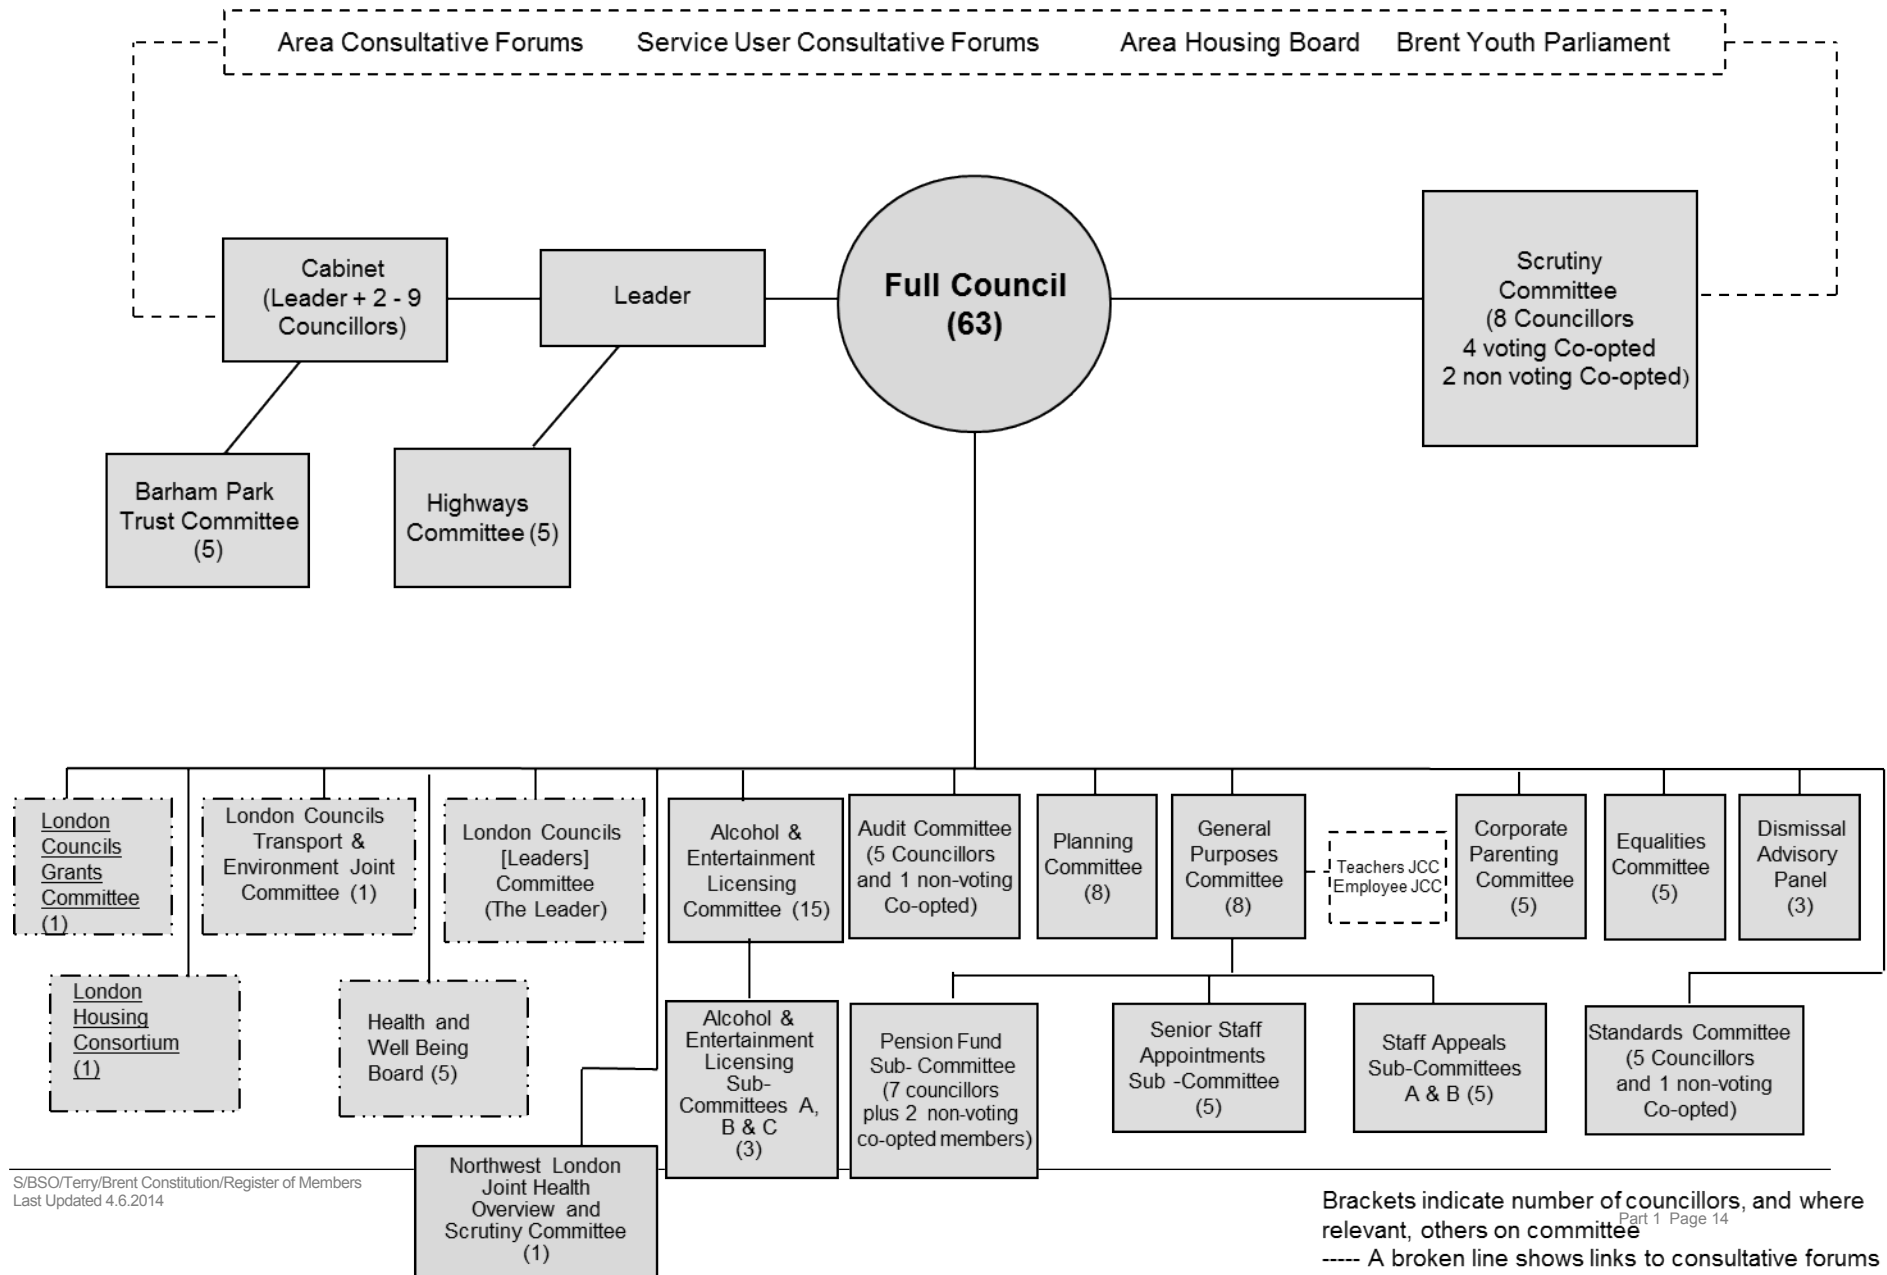 Area Consultative Forums Service User Consultative Forums Area Housing Board Brent Youth Parliament
Cabinet
(Leader + 2 - 9
Councillors)
Leader
Full Council
(63)
Scrutiny
Committee
(8 Councillors
4 voting Co-opted
2 non voting Co-opted)
Barham Park
Trust Committee
(5)
Highways
Committee (5)
London
Councils
Grants
Committee
(1)
London Councils
Transport &
Environment Joint
Committee (1)
London Councils
[Leaders]
Committee
(The Leader)
Alcohol &
Entertainment
Licensing
Committee (15)
Audit Committee
(5 Councillors
and 1 non-voting
Co-opted)
Planning
Committee
(8)
General
Purposes
Committee
(8)
Teachers JCC
Employee JCC
Corporate
Parenting
Committee
(5)
Equalities
Committee
(5)
Dismissal
Advisory
Panel
(3)
London
Housing
Consortium
(1)
Health and
Well Being
Board (5)
Alcohol &
Entertainment
Licensing
Sub-
Committees A,
B & C
(3)
Pension Fund
Sub- Committee
(7 councillors
plus 2 non-voting
co-opted members)
Senior Staff
Appointments
Sub -Committee
(5)
Staff Appeals
Sub-Committees
A & B (5)
Standards Committee
(5 Councillors
and 1 non-voting
Co-opted)
Northwest London
Joint Health
Overview and
Scrutiny Committee
(1)
S/BSO/Terry/Brent Constitution/Register of Members
Last Updated 4.6.2014
Brackets indicate number of councillors, and where
relevant, others on committee
Part 1 Page 14
----- A broken line shows links to consultative forums